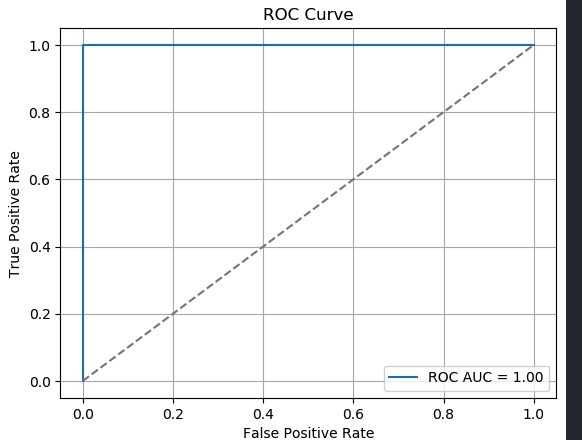 ROC Curve
True Positive Rate
1.0
0.8
0.6
0.4
0.2
0.0
ROC AUC = 1.00
0.0 0.2 0.4 0.6 0.8 1.0
False Positive Rate